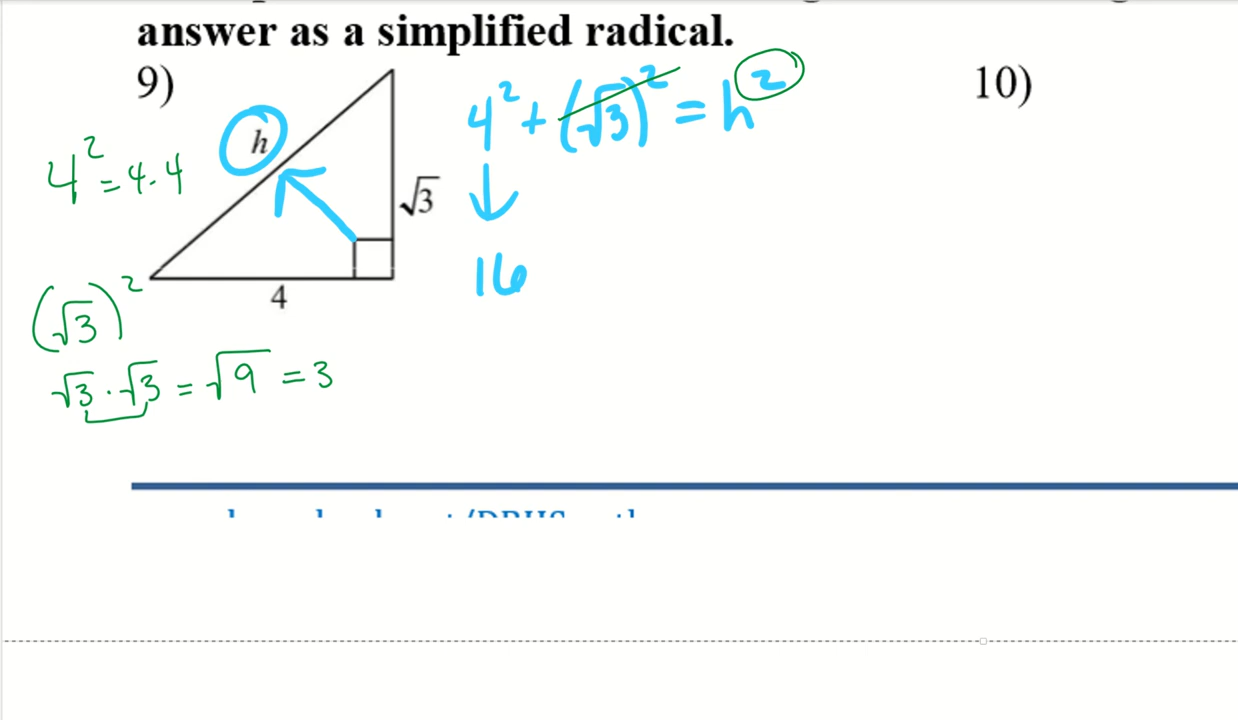 answer as a simplified radical.
9)
10)
4² + (√3)² = h²
h
4² = 4 · 4
√3
16
4
(√3)²
√3 · √3 = √9 = 3